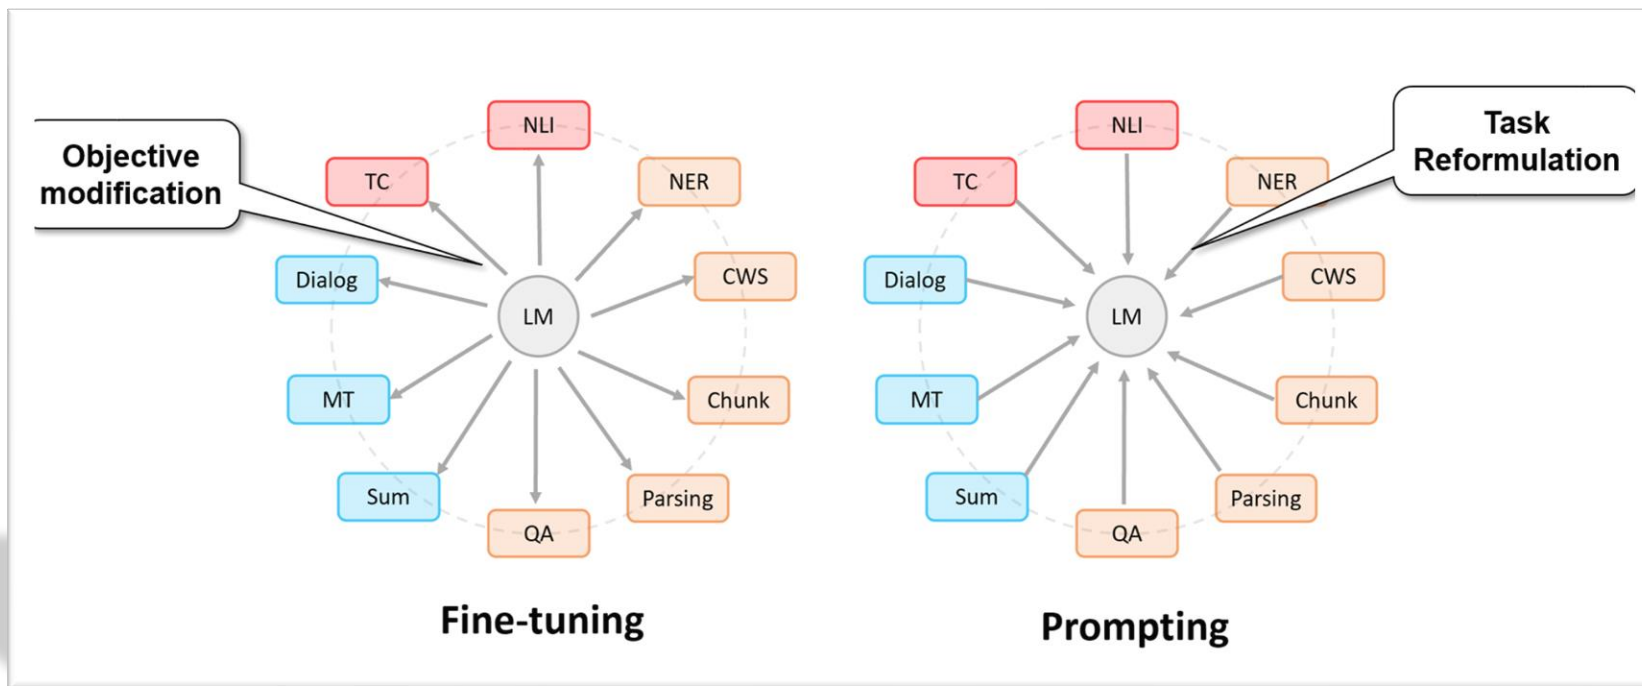 Objective
modification
NLI
TC
NER
Dialog
CWS
LM
MT
Chunk
Sum
Parsing
QA
Fine-tuning
Task
Reformulation
NLI
TC
NER
Dialog
CWS
LM
MT
Chunk
Sum
Parsing
QA
Prompting